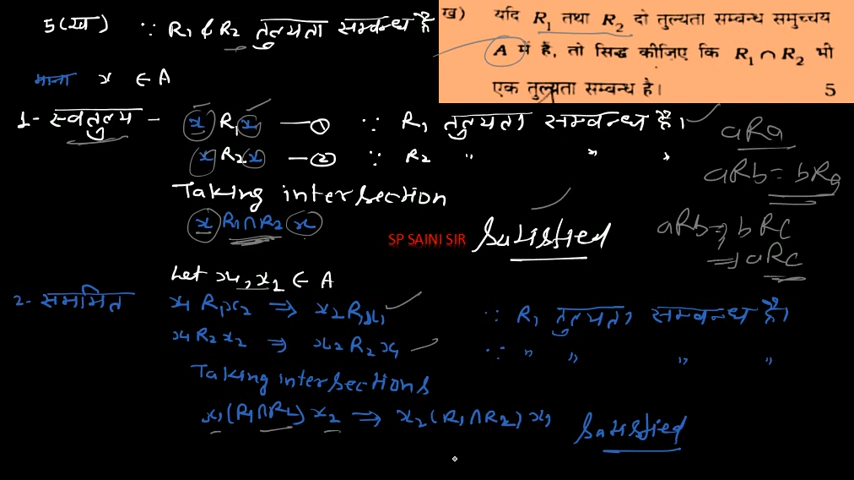 5(ख) ∵ R₁ & R₂ तुल्यता सम्बन्ध है
ख) यदि R₁ तथा R₂ दो तुल्यता सम्बन्ध समुच्चय
A में हैं, तो सिद्ध कीजिए कि R₁ ∩ R₂ भी
एक तुल्यता सम्बन्ध है। 5
माना x ∈ A
1- स्वतुल्य - x R₁ x — ① ∵ R₁ तुल्यता सम्बन्ध है।
x R₂ x — ② ∵ R₂ " " "
Taking intersection
x R₁∩R₂ x
SP SAINI SIR
Satisfied
aRa
aRb = bRa
aRb ⇒ bRc
⇒ aRc
Let x₁, x₂ ∈ A
2- सममित x₁ R₁ x₂ ⇒ x₂ R₁ x₁ ∵ R₁ तुल्यता सम्बन्ध है।
x₁ R₂ x₂ ⇒ x₂ R₂ x₁ ∵ " " " "
Taking intersections
x₁ (R₁∩R₂) x₂ ⇒ x₂ (R₁∩R₂) x₁ Satisfied